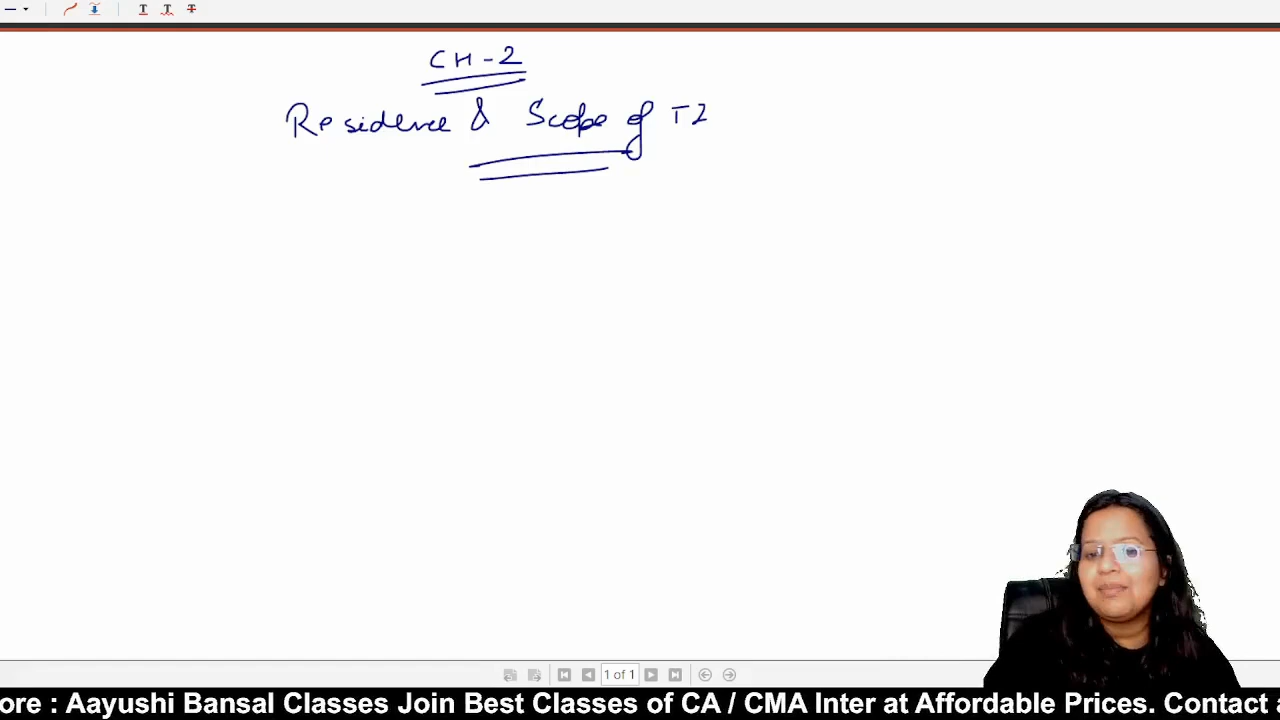 CH-2
Residence & Scope of TI
1 of 1
ore : Aayushi Bansal Classes Join Best Classes of CA / CMA Inter at Affordable Prices. Contact a